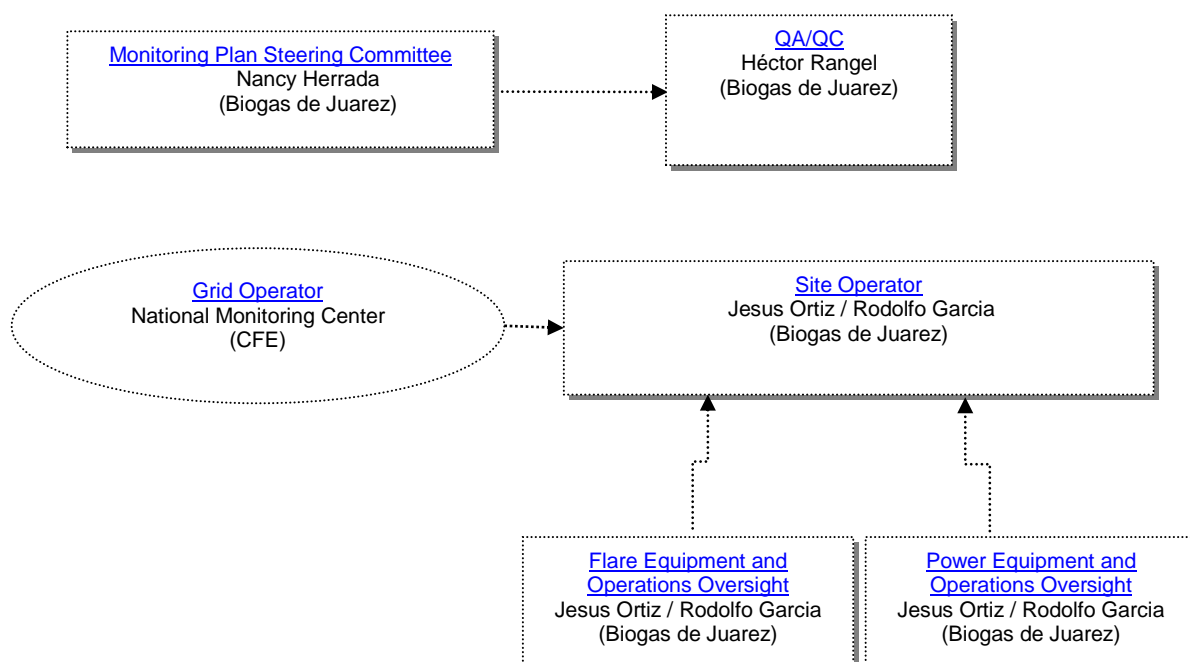 Monitoring Plan Steering Committee
Nancy Herrada
(Biogas de Juarez)
QA/QC
Héctor Rangel
(Biogas de Juarez)
Grid Operator
National Monitoring Center
(CFE)
Site Operator
Jesus Ortiz / Rodolfo Garcia
(Biogas de Juarez)
Flare Equipment and
Operations Oversight
Jesus Ortiz / Rodolfo Garcia
(Biogas de Juarez)
Power Equipment and
Operations Oversight
Jesus Ortiz / Rodolfo Garcia
(Biogas de Juarez)